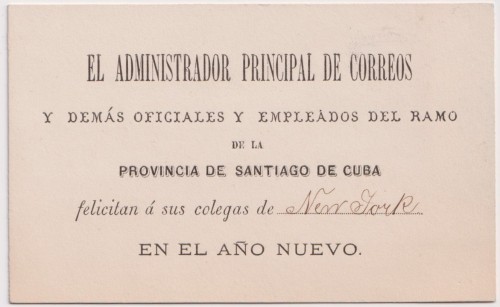 EL ADMINISTRADOR PRINCIPAL DE CORREOS
Y DEMÁS OFICIALES Y EMPLEADOS DEL RAMO
DE LA
PROVINCIA DE SANTIAGO DE CUBA
felicitan á sus colegas de New York
EN EL AÑO NUEVO.